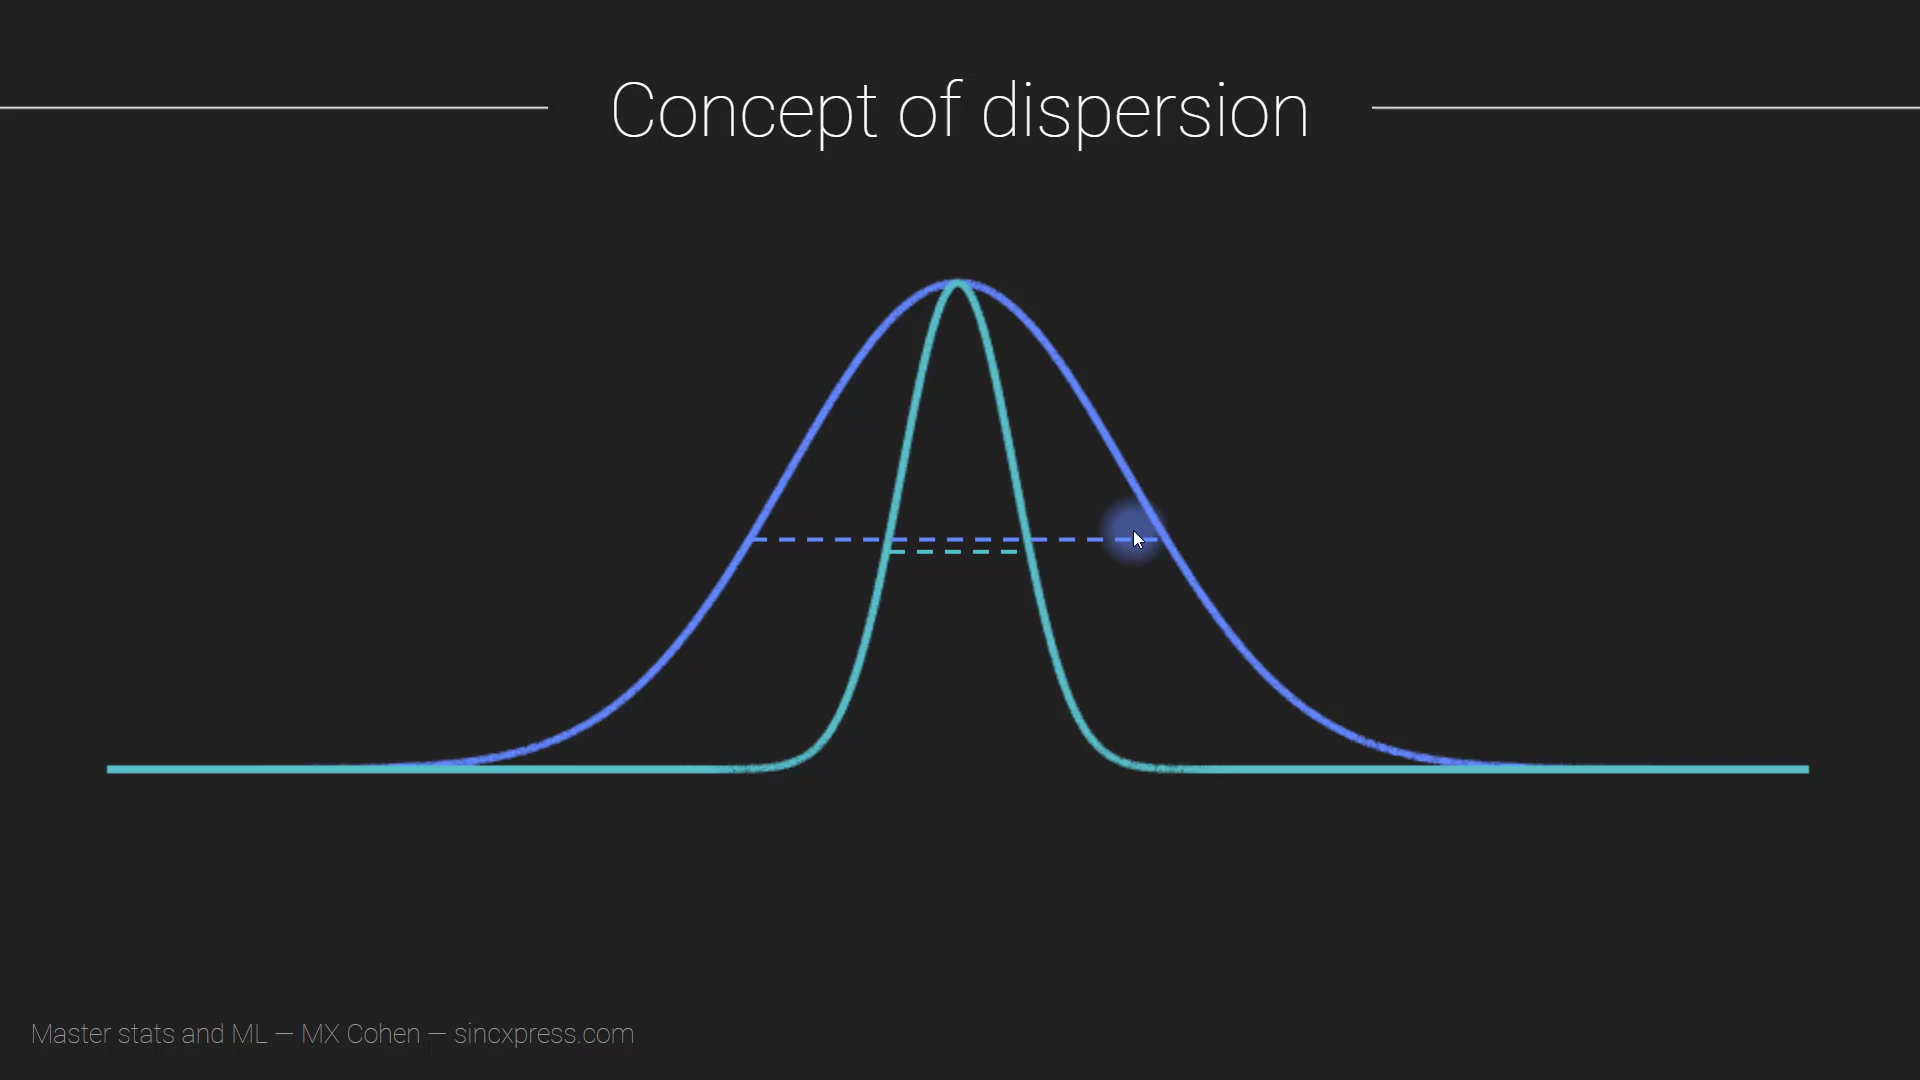 Concept of dispersion
Master stats and ML — MX Cohen — sincxpress.com